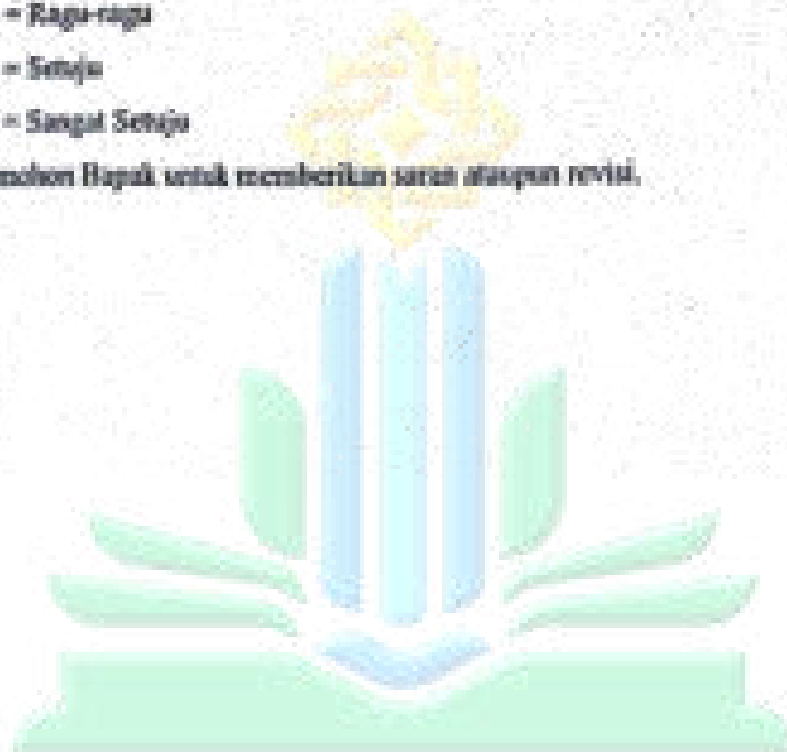 = Ragu-ragu
= Setuju
= Sangat Setuju
mohon Bapak untuk memberikan saran ataupun revisi.